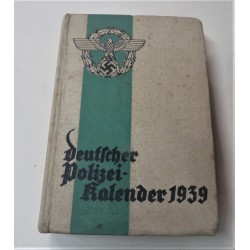 Deutscher
Polizei-
Kalender 1939